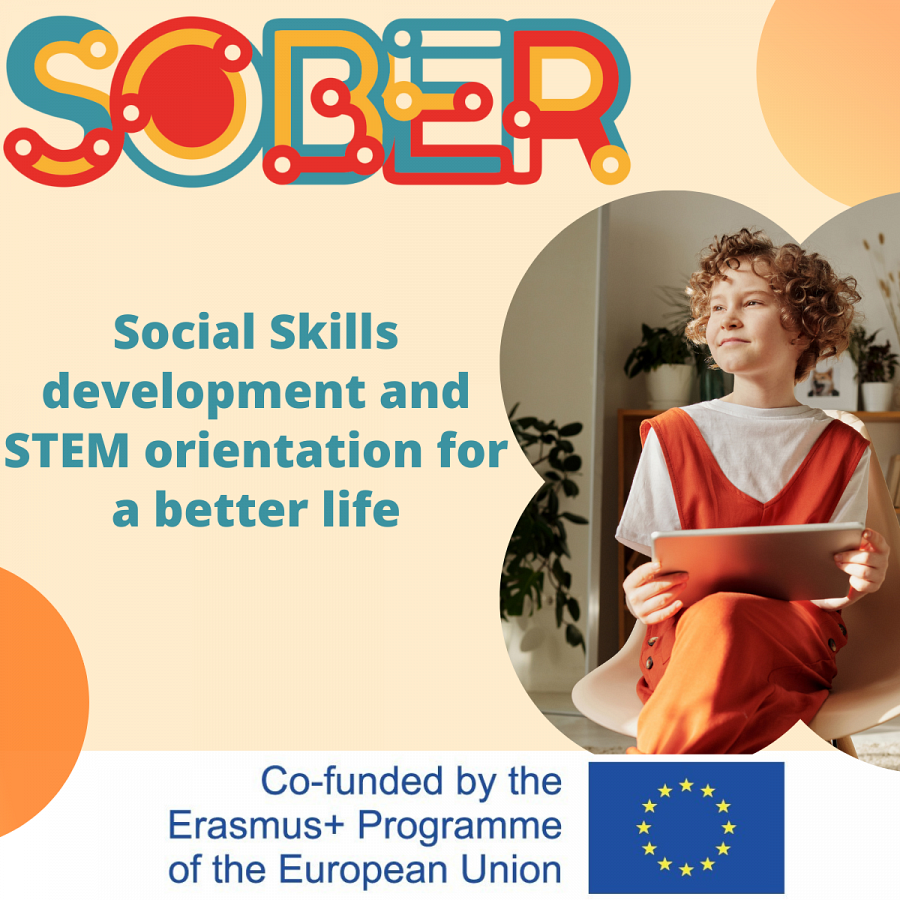 SOBER
Social Skills
development and
STEM orientation for
a better life
Co-funded by the
Erasmus+ Programme
of the European Union